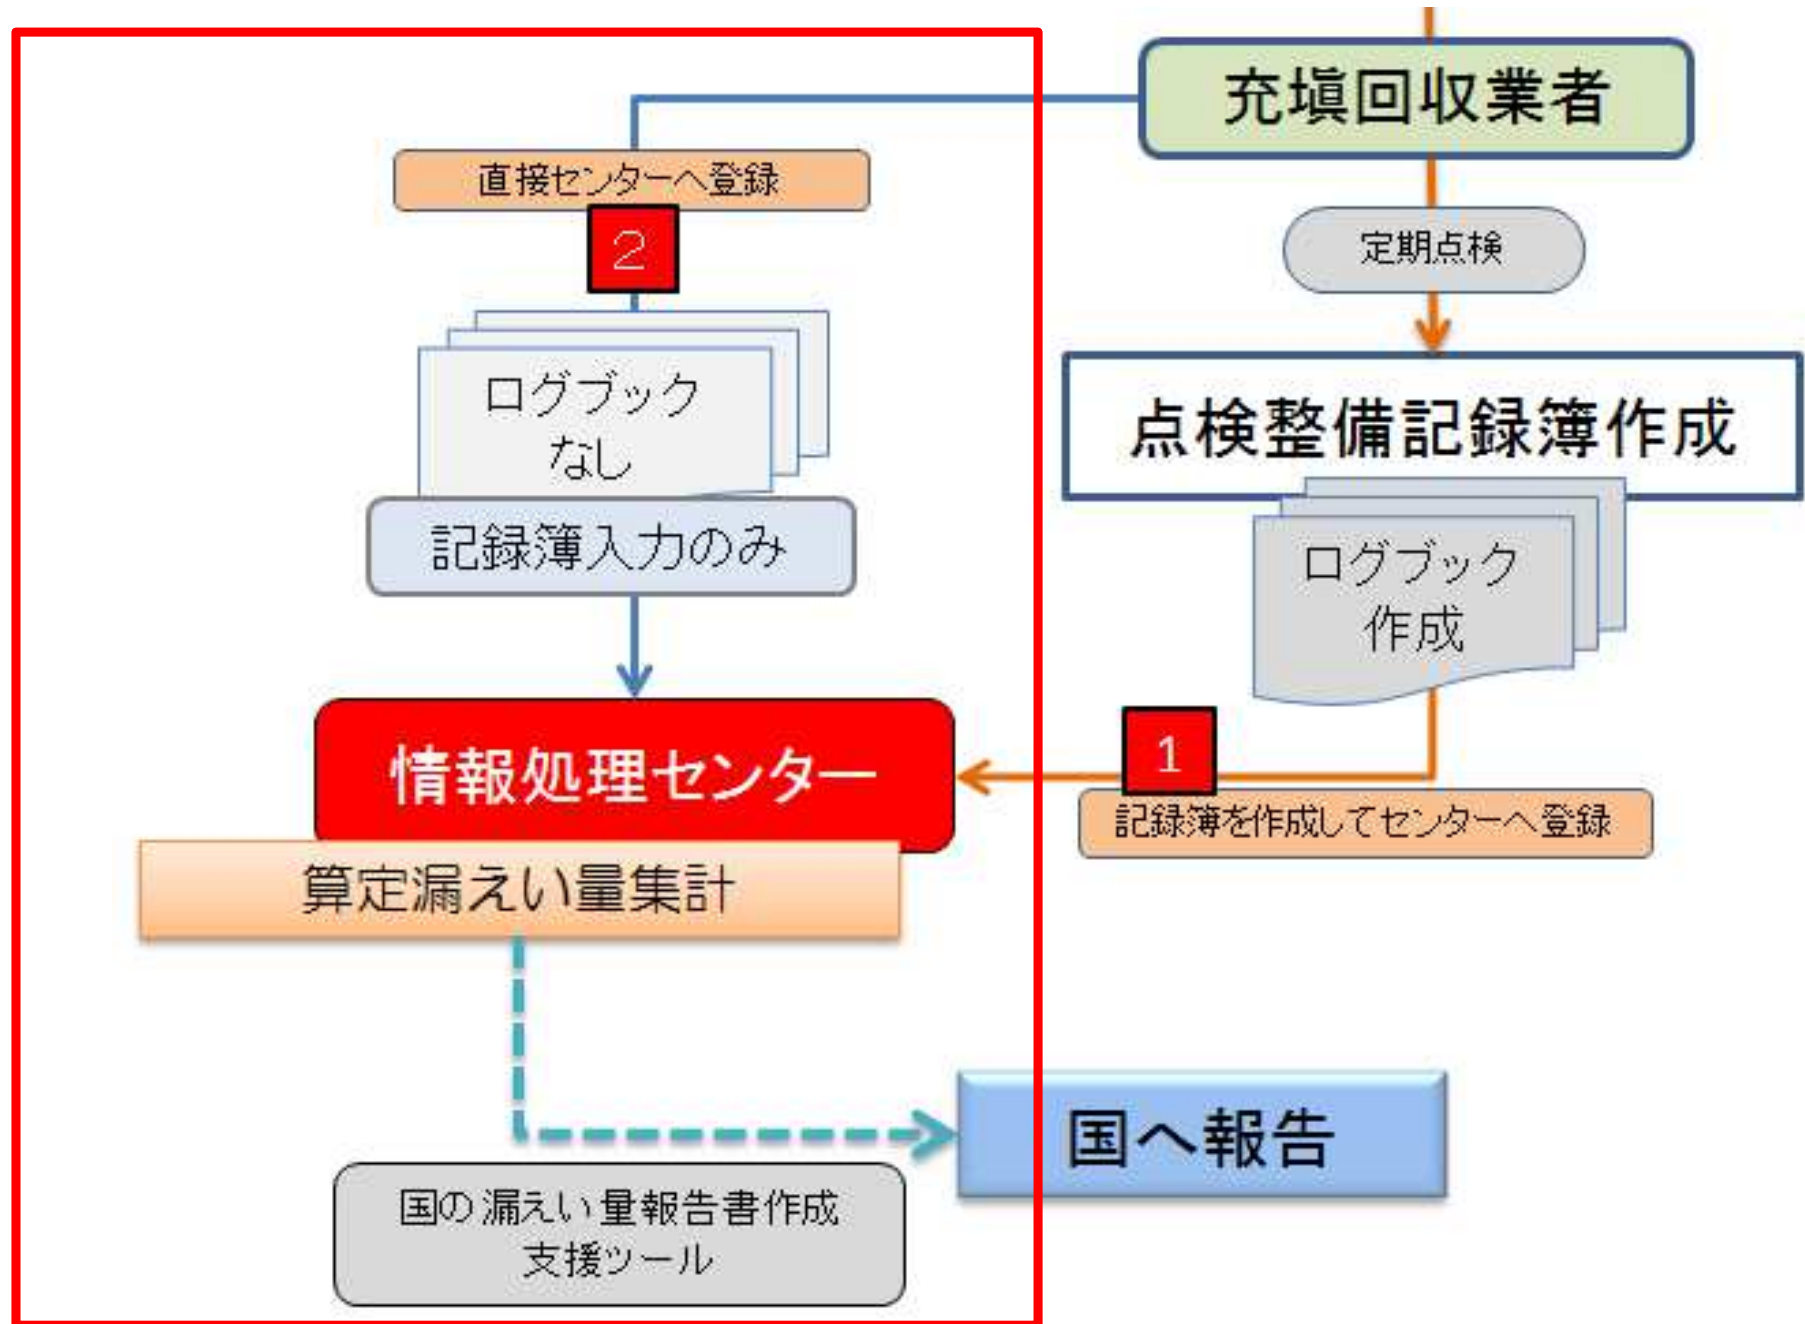 充塡回収業者
直接センターへ登録
2
定期点検
ログブック
なし
点検整備記録簿作成
記録簿入力のみ
ログブック
作成
情報処理センター
1
記録簿を作成してセンターへ登録
算定漏えい量集計
国へ報告
国の漏えい量報告書作成
支援ツール